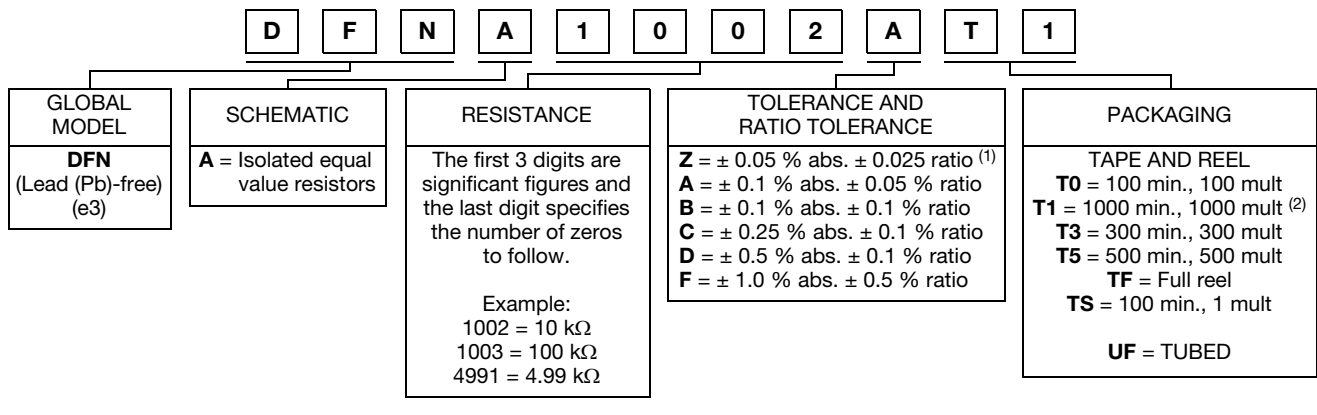 D F N A 1 0 0 2 A T 1
GLOBAL
MODEL
DFN
(Lead (Pb)-free)
(e3)
SCHEMATIC
A = Isolated equal
value resistors
RESISTANCE
The first 3 digits are
significant figures and
the last digit specifies
the number of zeros
to follow.
Example:
1002 = 10 kΩ
1003 = 100 kΩ
4991 = 4.99 kΩ
TOLERANCE AND
RATIO TOLERANCE
Z = ± 0.05 % abs. ± 0.025 ratio (1)
A = ± 0.1 % abs. ± 0.05 % ratio
B = ± 0.1 % abs. ± 0.1 % ratio
C = ± 0.25 % abs. ± 0.1 % ratio
D = ± 0.5 % abs. ± 0.1 % ratio
F = ± 1.0 % abs. ± 0.5 % ratio
PACKAGING
TAPE AND REEL
T0 = 100 min., 100 mult
T1 = 1000 min., 1000 mult (2)
T3 = 300 min., 300 mult
T5 = 500 min., 500 mult
TF = Full reel
TS = 100 min., 1 mult
UF = TUBED